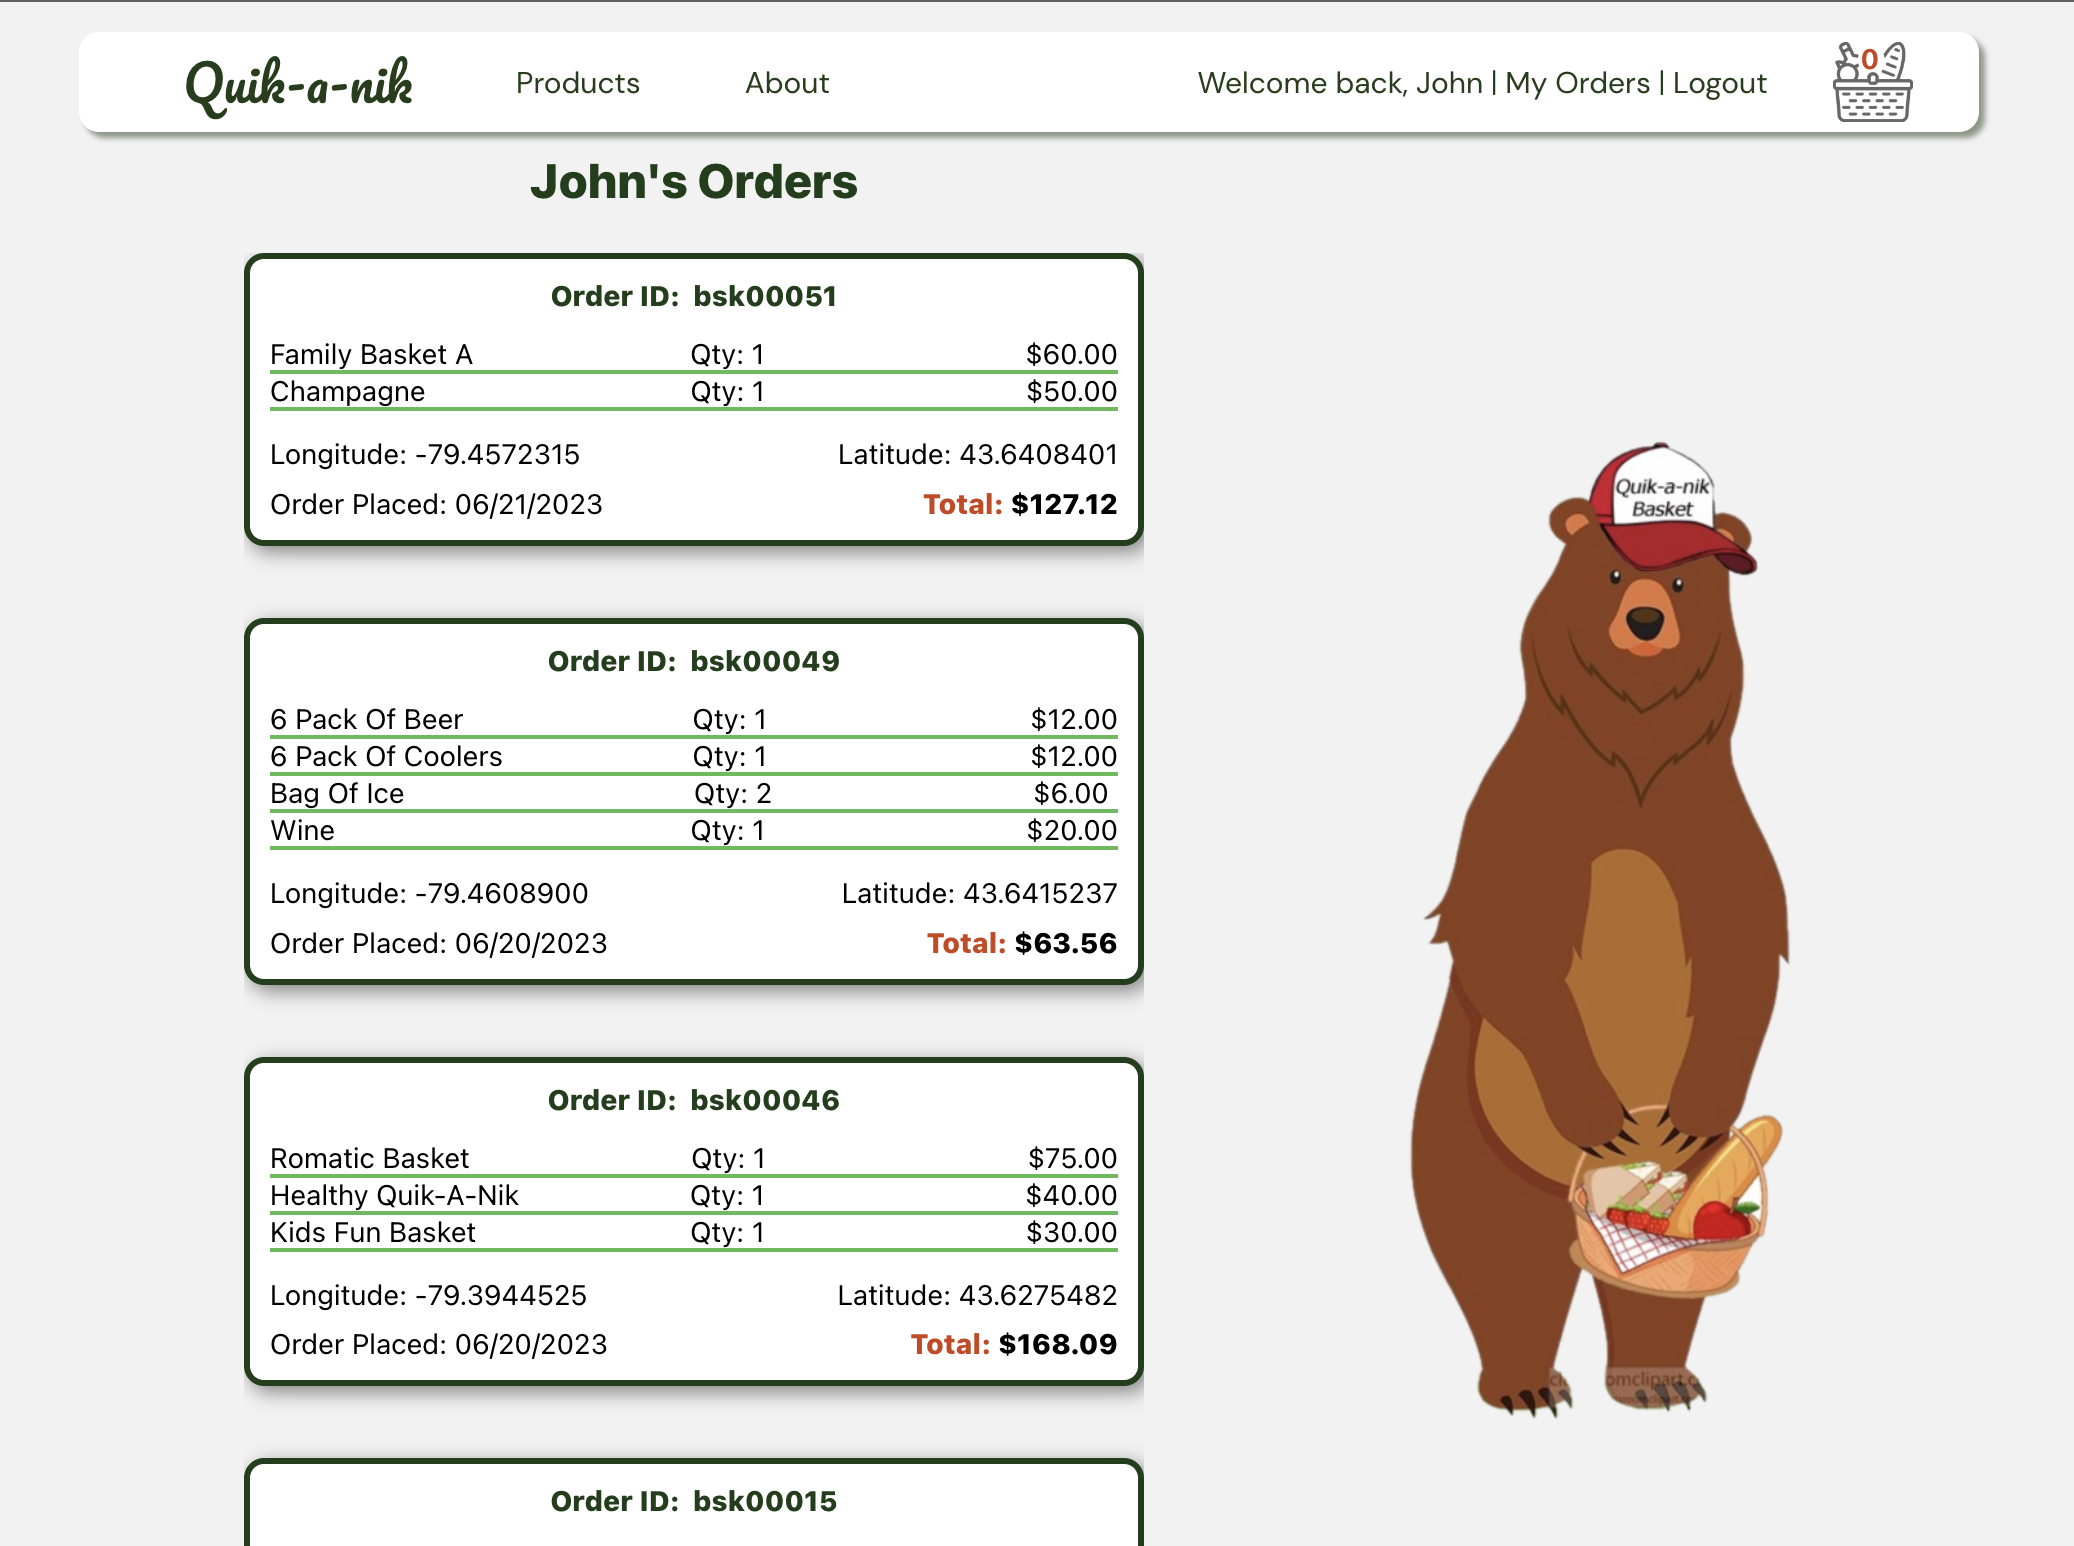 Quik-a-nik Products About Welcome back, John | My Orders | Logout 0
John's Orders
Order ID: bsk00051
Family Basket A Qty: 1 $60.00
Champagne Qty: 1 $50.00
Longitude: -79.4572315 Latitude: 43.6408401
Order Placed: 06/21/2023 Total: $127.12
Order ID: bsk00049
6 Pack Of Beer Qty: 1 $12.00
6 Pack Of Coolers Qty: 1 $12.00
Bag Of Ice Qty: 2 $6.00
Wine Qty: 1 $20.00
Longitude: -79.4608900 Latitude: 43.6415237
Order Placed: 06/20/2023 Total: $63.56
Order ID: bsk00046
Romatic Basket Qty: 1 $75.00
Healthy Quik-A-Nik Qty: 1 $40.00
Kids Fun Basket Qty: 1 $30.00
Longitude: -79.3944525 Latitude: 43.6275482
Order Placed: 06/20/2023 Total: $168.09
Order ID: bsk00015
Quik-a-nik
Basket